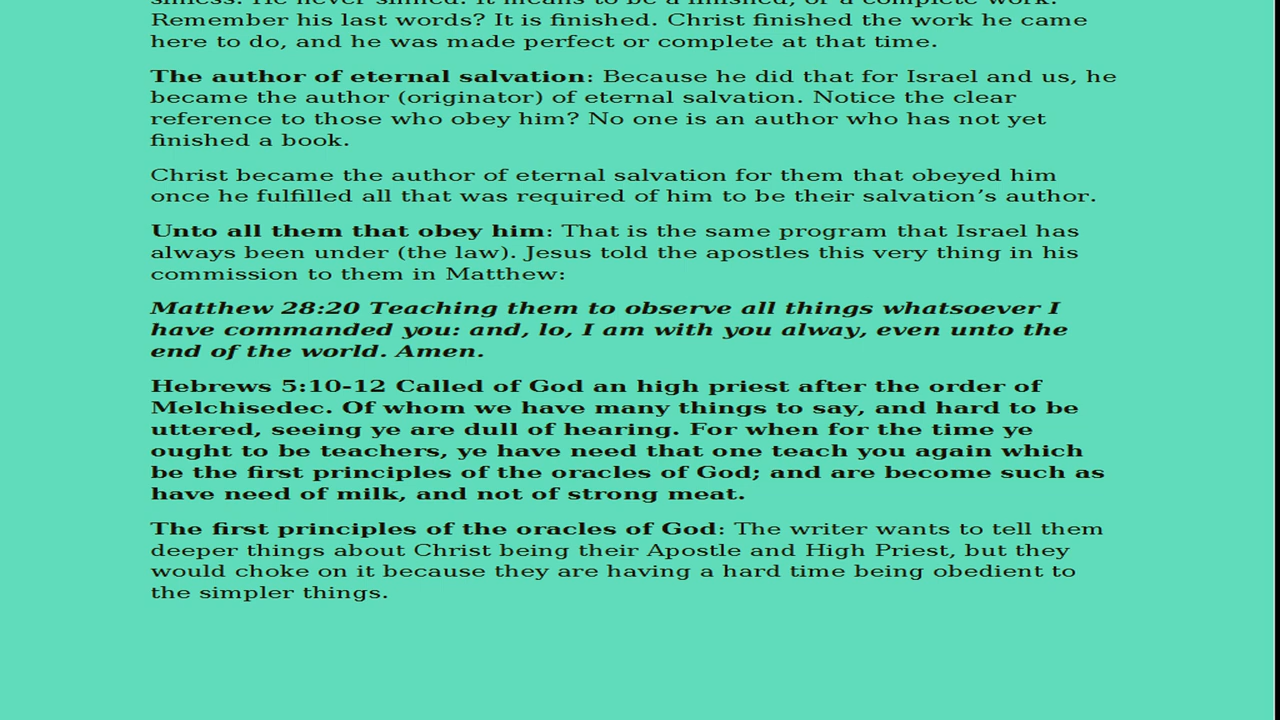 sinless. He never sinned. It means to be a finished, or a complete work.
Remember his last words? It is finished. Christ finished the work he came
here to do, and he was made perfect or complete at that time.
The author of eternal salvation: Because he did that for Israel and us, he
became the author (originator) of eternal salvation. Notice the clear
reference to those who obey him? No one is an author who has not yet
finished a book.
Christ became the author of eternal salvation for them that obeyed him
once he fulfilled all that was required of him to be their salvation’s author.
Unto all them that obey him: That is the same program that Israel has
always been under (the law). Jesus told the apostles this very thing in his
commission to them in Matthew:
Matthew 28:20 Teaching them to observe all things whatsoever I
have commanded you: and, lo, I am with you alway, even unto the
end of the world. Amen.
Hebrews 5:10-12 Called of God an high priest after the order of
Melchisedec. Of whom we have many things to say, and hard to be
uttered, seeing ye are dull of hearing. For when for the time ye
ought to be teachers, ye have need that one teach you again which
be the first principles of the oracles of God; and are become such as
have need of milk, and not of strong meat.
The first principles of the oracles of God: The writer wants to tell them
deeper things about Christ being their Apostle and High Priest, but they
would choke on it because they are having a hard time being obedient to
the simpler things.